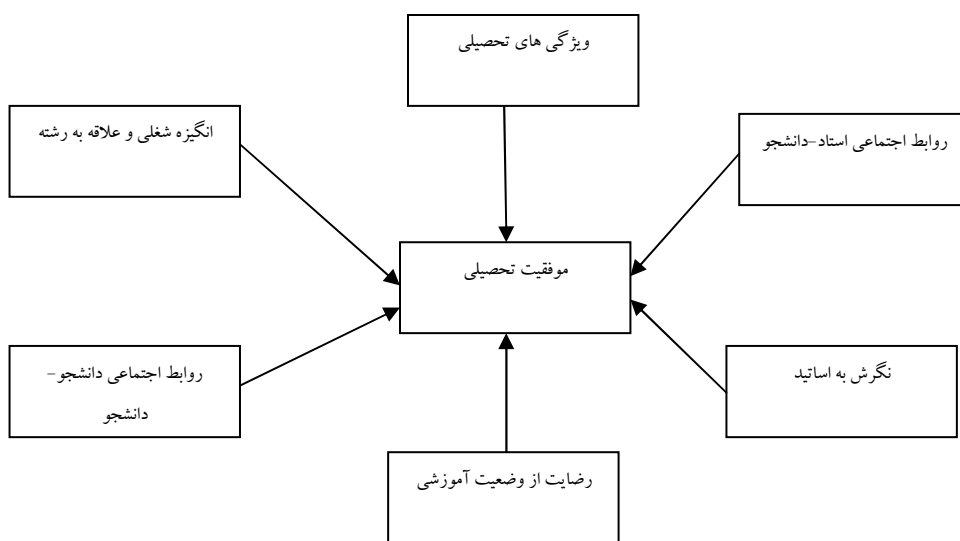 ویژگی های تحصیلی
انگیزه شغلی و علاقه به رشته
روابط اجتماعی استاد-دانشجو
موفقیت تحصیلی
روابط اجتماعی دانشجو-
دانشجو
نگرش به اساتید
رضایت از وضعیت آموزشی